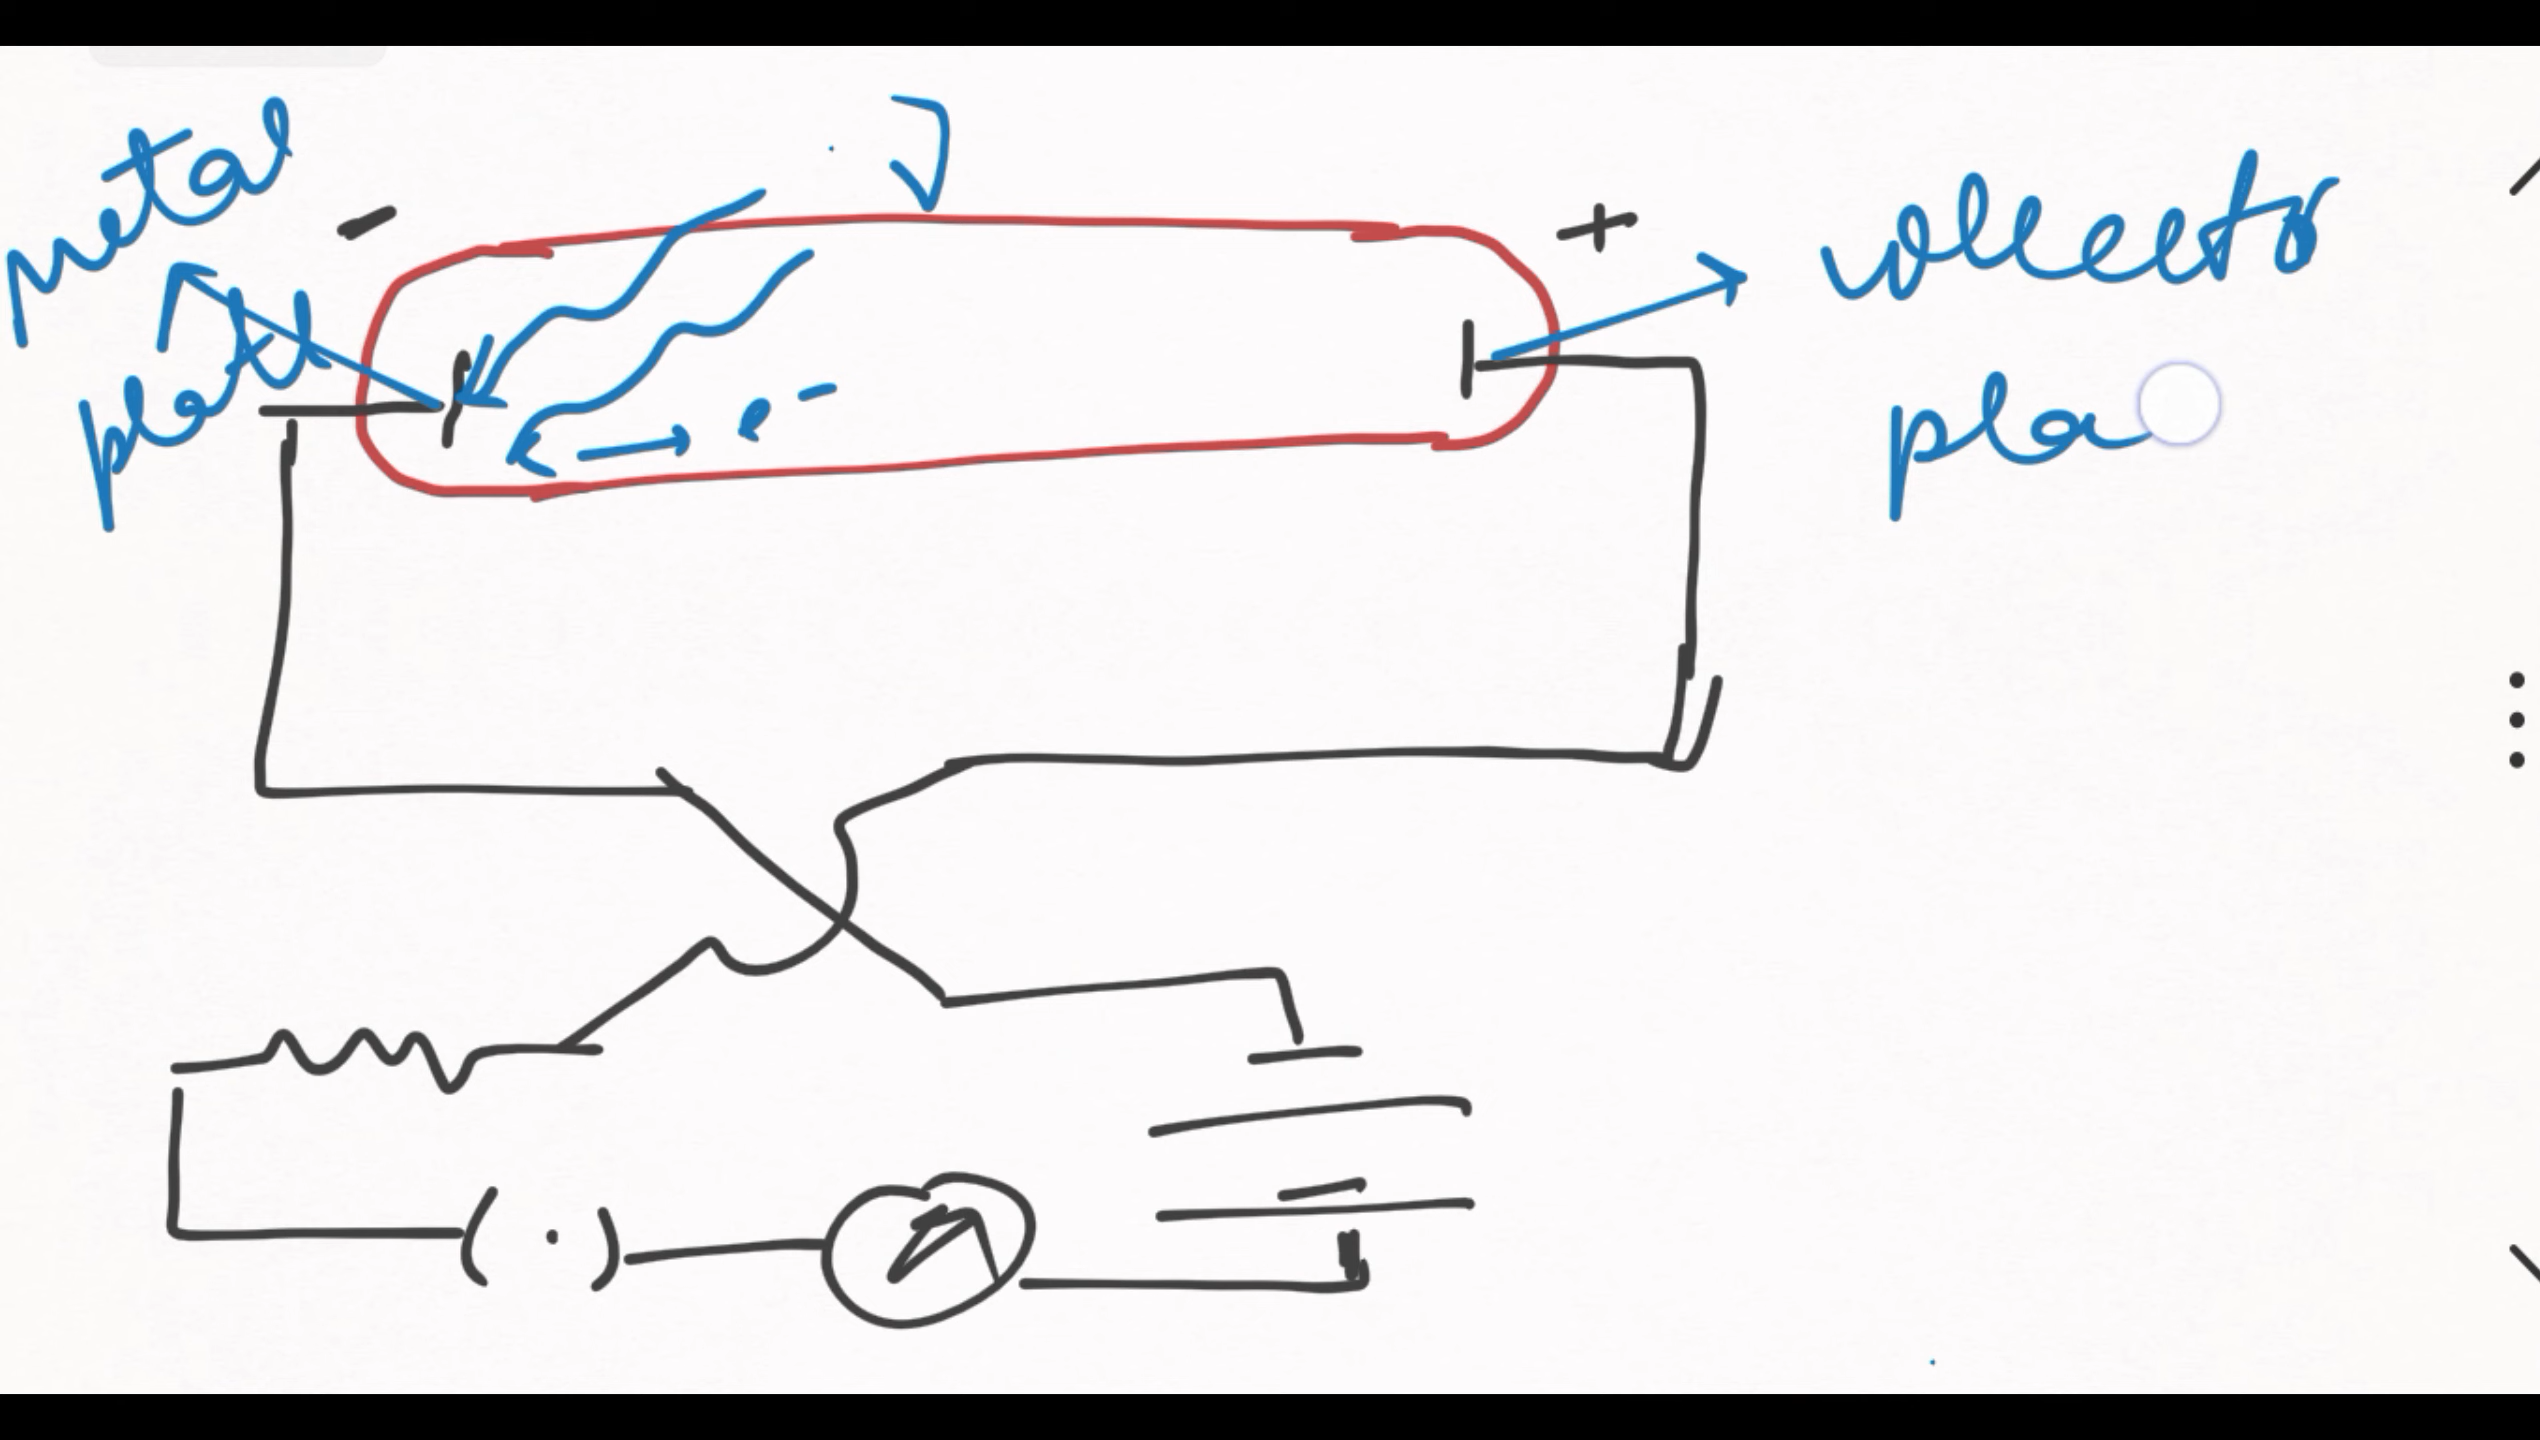 metal
plate
-
ν
e-
+
collector
pla